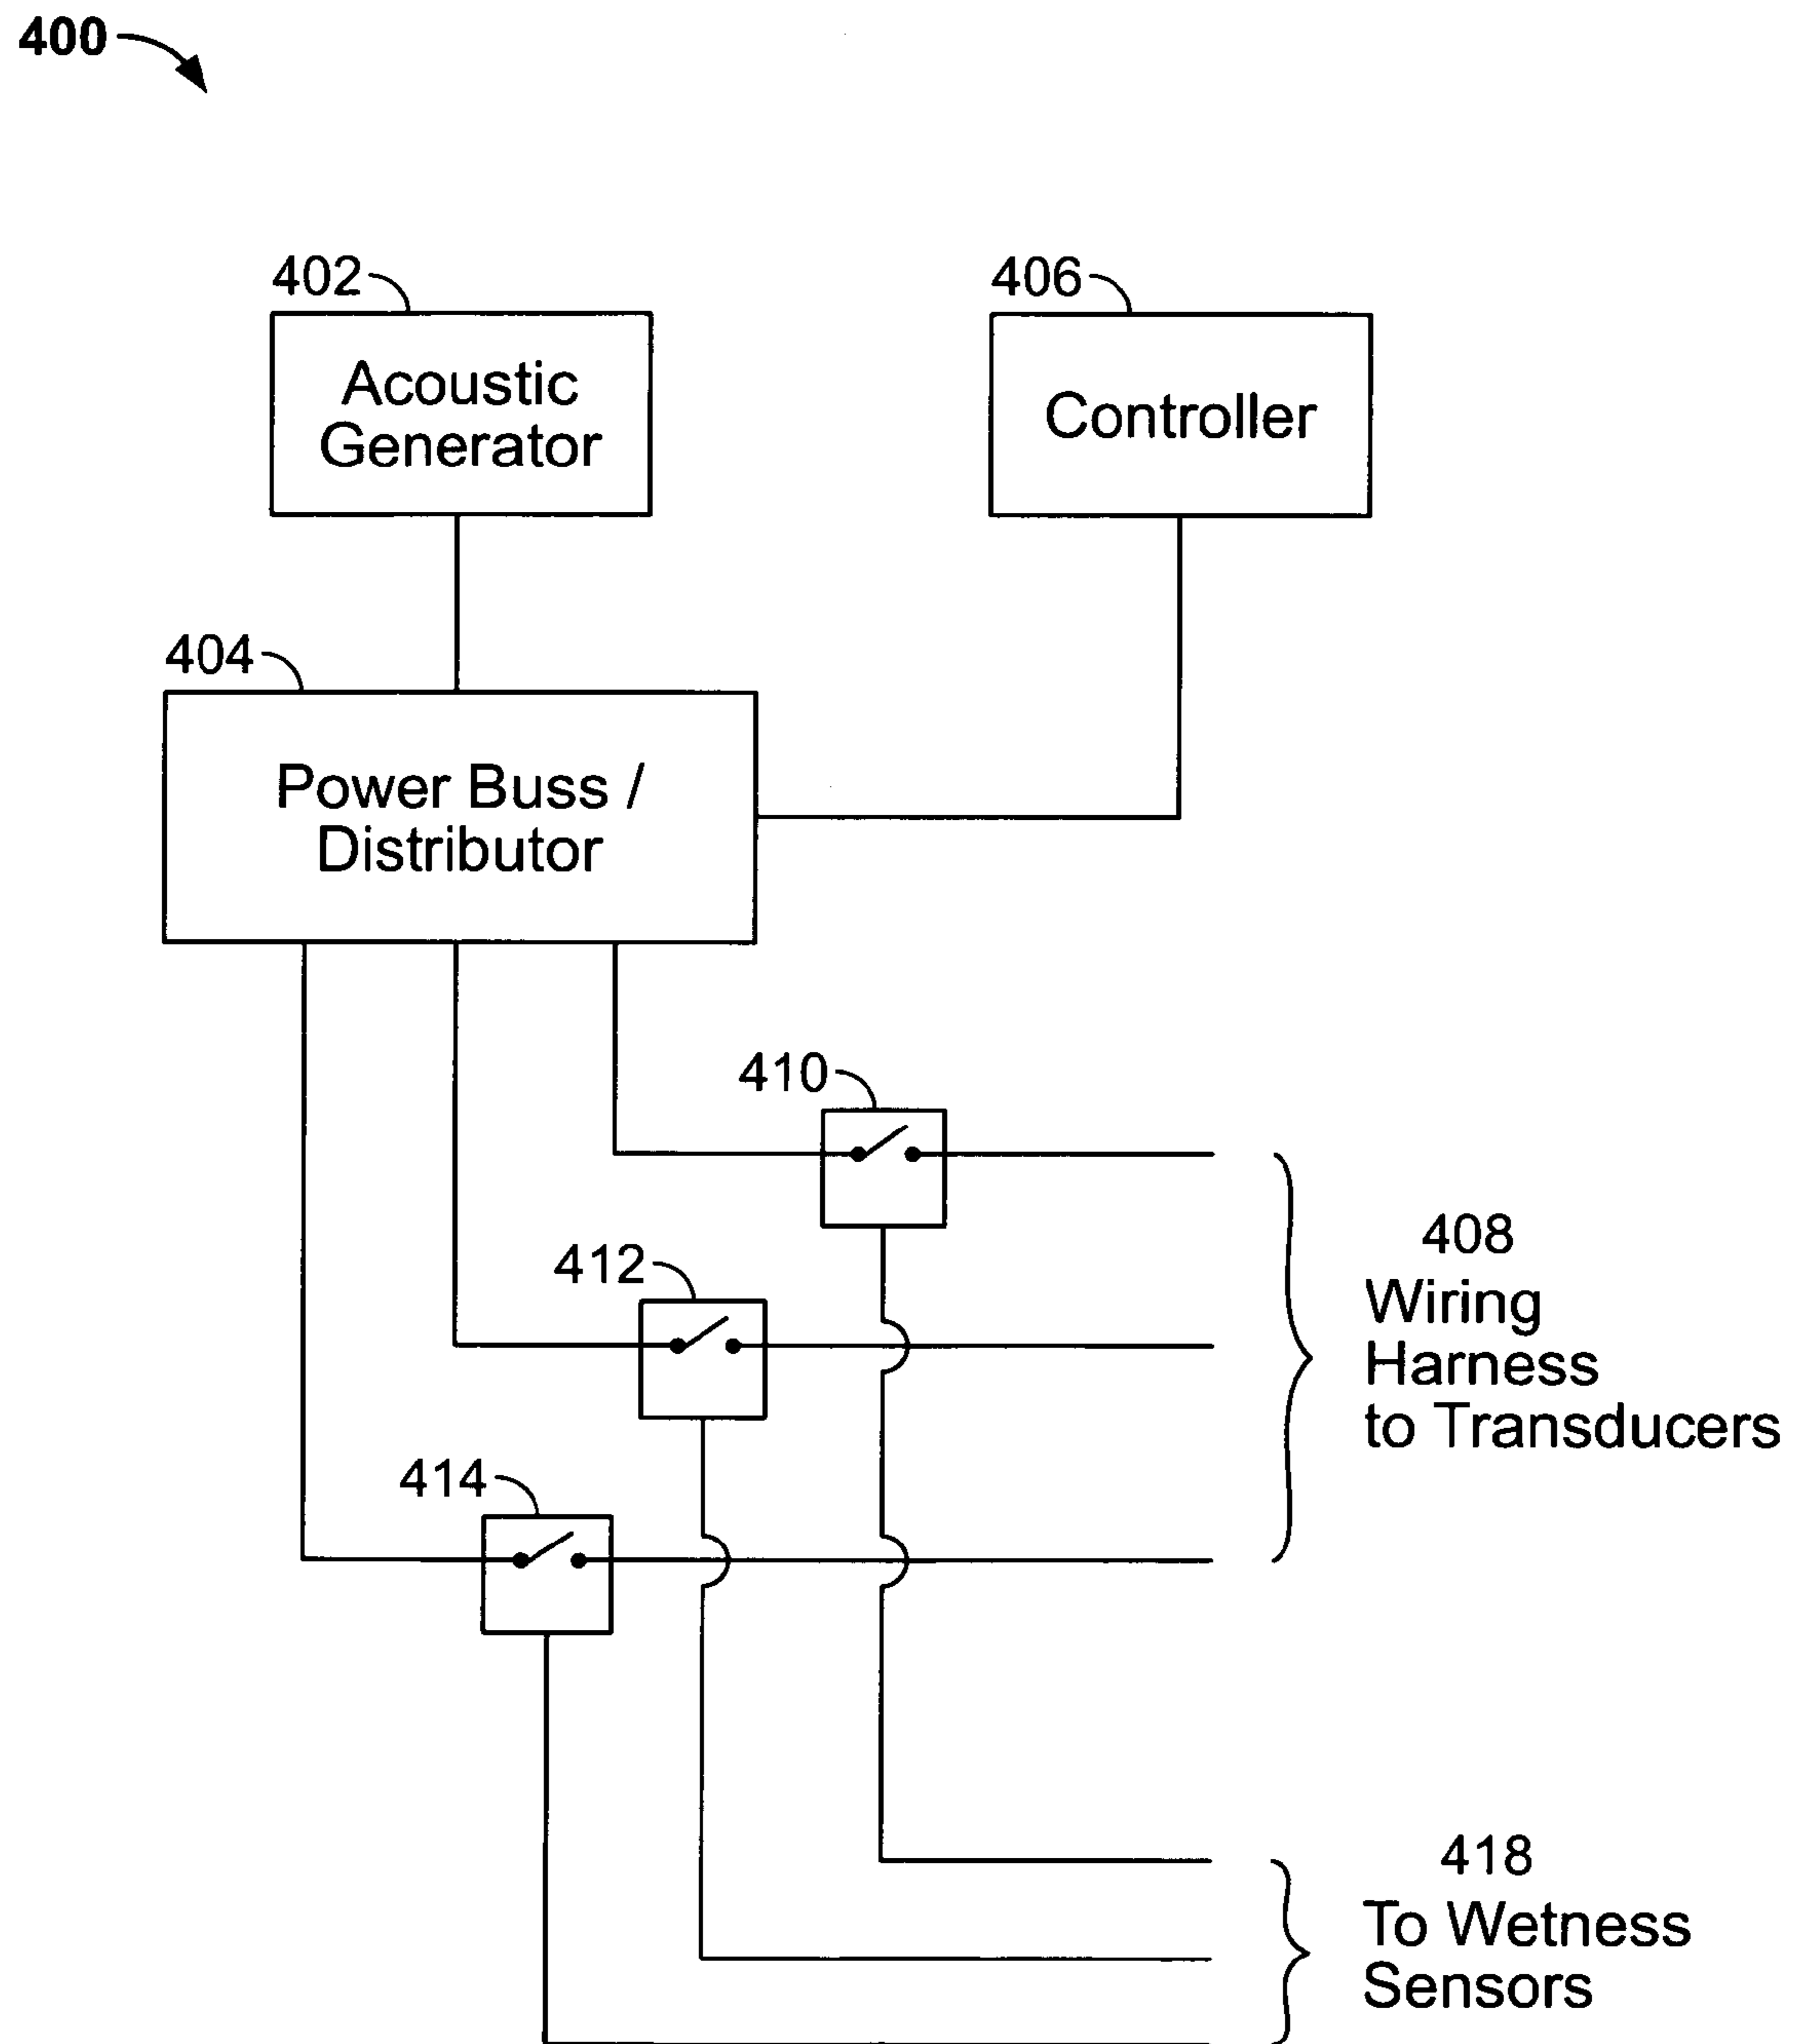 400
402
Acoustic
Generator
406
Controller
404
Power Buss /
Distributor
410
412
414
408
Wiring
Harness
to Transducers
418
To Wetness
Sensors